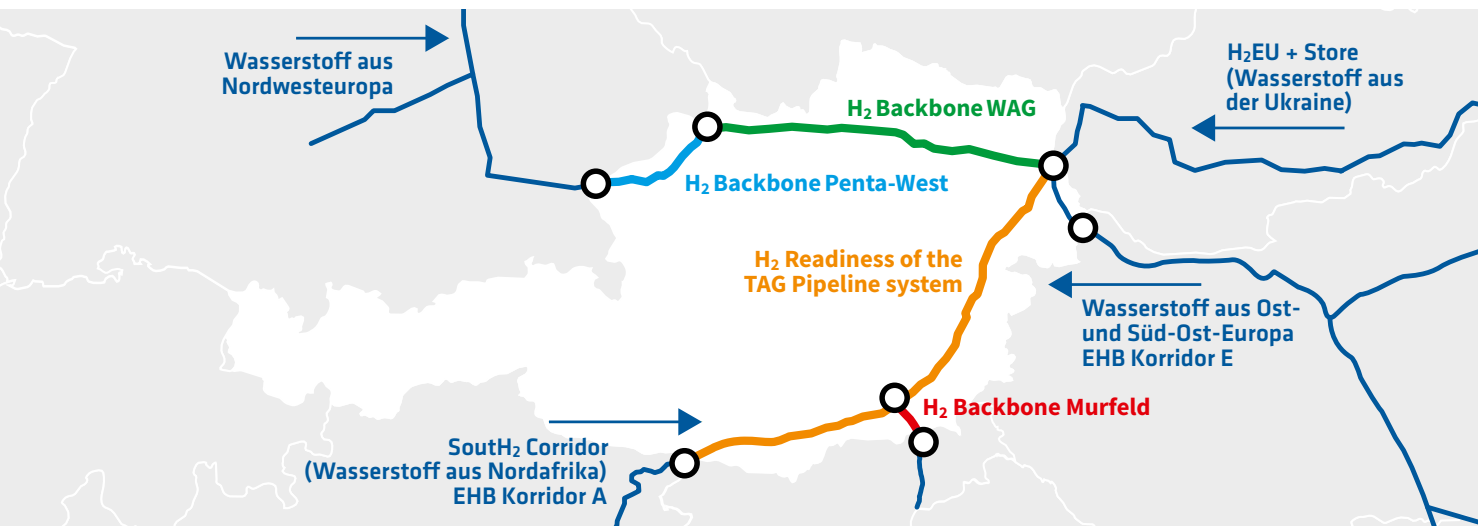 Wasserstoff aus
Nordwesteuropa
H₂EU + Store
(Wasserstoff aus
der Ukraine)
H₂ Backbone WAG
H₂ Backbone Penta-West
H₂ Readiness of the
TAG Pipeline system
Wasserstoff aus Ost-
und Süd-Ost-Europa
EHB Korridor E
H₂ Backbone Murfeld
SoutH₂ Corridor
(Wasserstoff aus Nordafrika)
EHB Korridor A